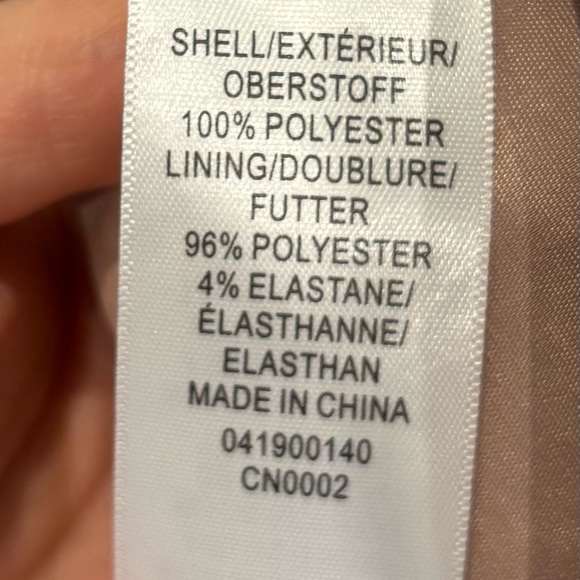 SHELL/EXTÉRIEUR/
OBERSTOFF
100% POLYESTER
LINING/DOUBLURE/
FUTTER
96% POLYESTER
4% ELASTANE/
ÉLASTHANNE/
ELASTHAN
MADE IN CHINA
041900140
CN0002